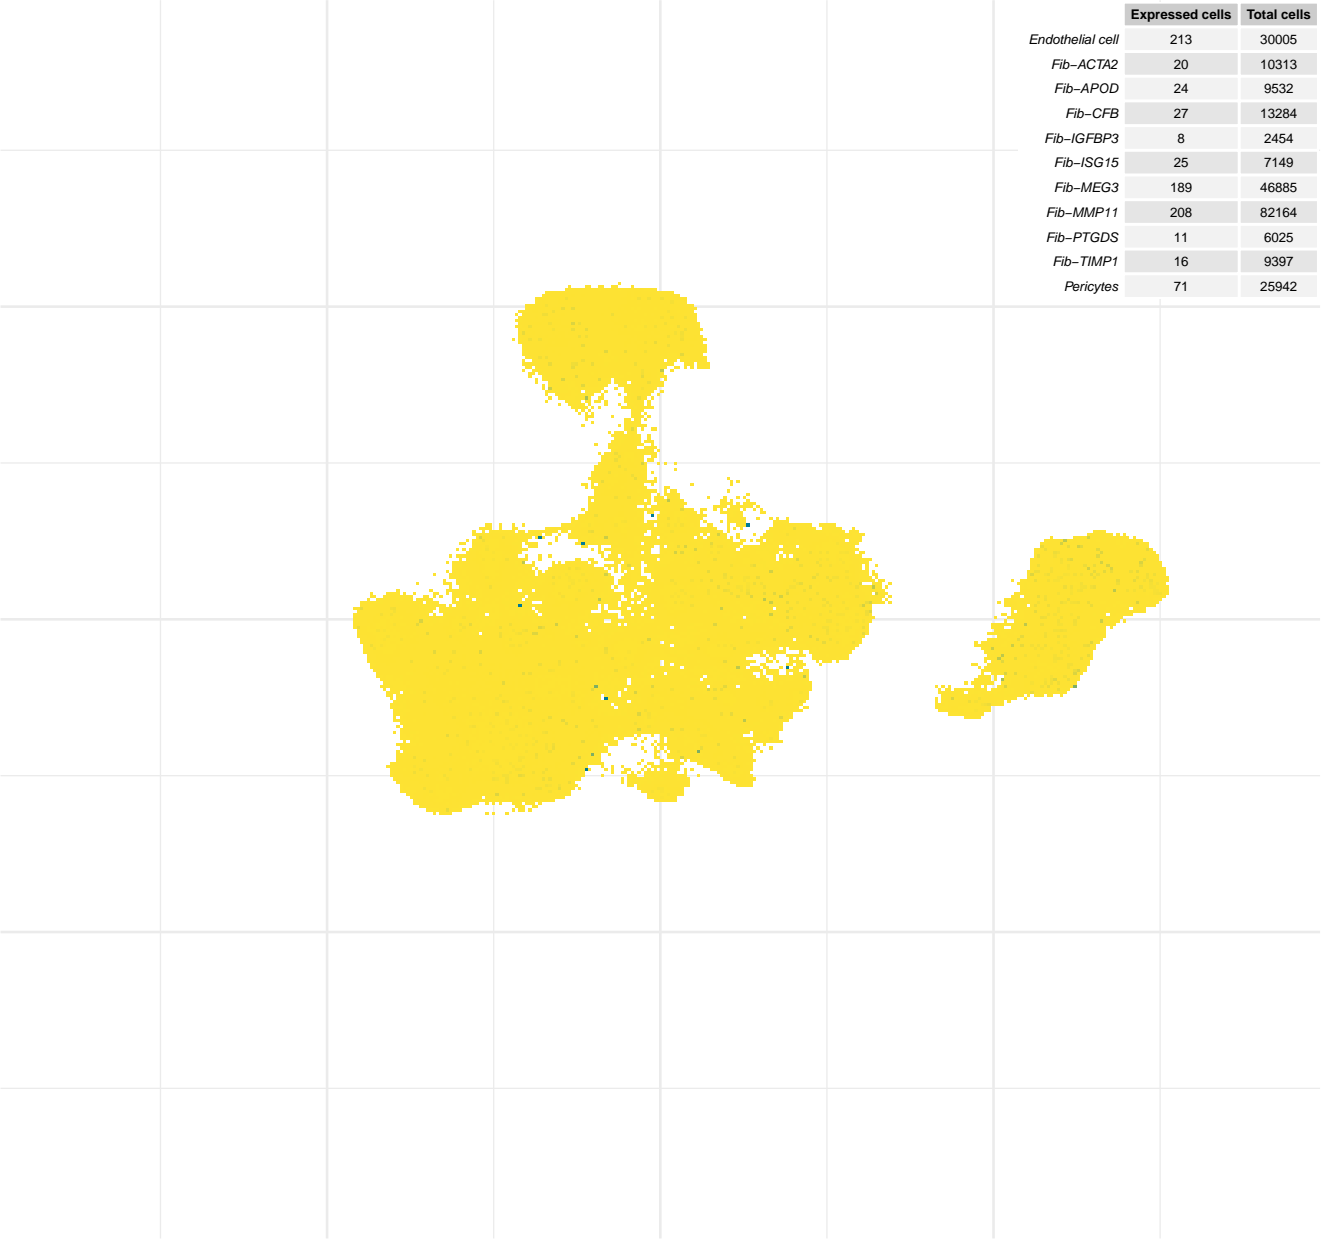 Expressed cells Total cells
Endothelial cell 213 30005
Fib−ACTA2 20 10313
Fib−APOD 24 9532
Fib−CFB 27 13284
Fib−IGFBP3 8 2454
Fib−ISG15 25 7149
Fib−MEG3 189 46885
Fib−MMP11 208 82164
Fib−PTGDS 11 6025
Fib−TIMP1 16 9397
Pericytes 71 25942